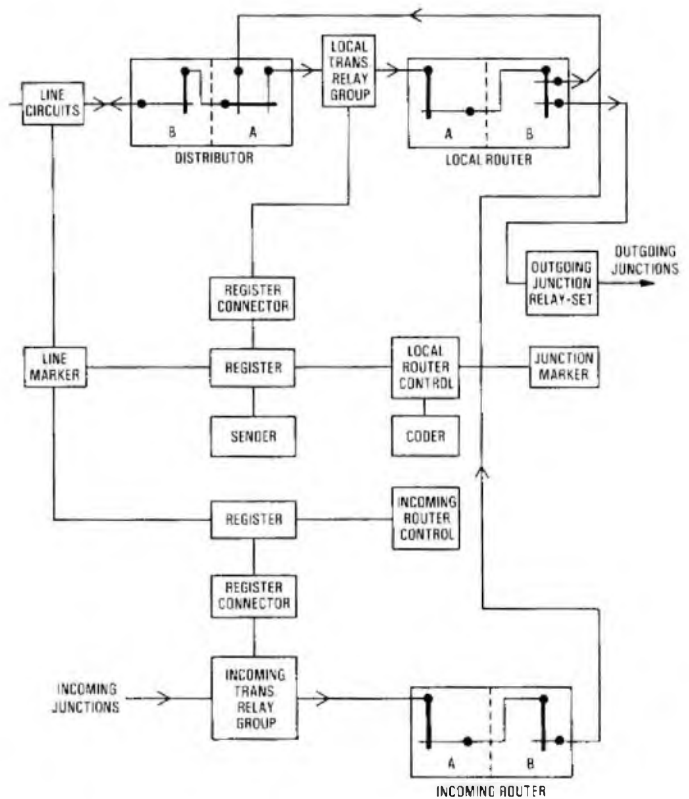 LOCAL
TRANS
RELAY
GROUP
LINE
CIRCUITS
B
A
DISTRIBUTOR
A
B
LOCAL ROUTER
OUTGOING
JUNCTION
RELAY-SET
OUTGOING
JUNCTIONS
REGISTER
CONNECTOR
LINE
MARKER
REGISTER
LOCAL
ROUTER
CONTROL
JUNCTION
MARKER
SENDER
CODER
REGISTER
INCOMING
ROUTER
CONTROL
REGISTER
CONNECTOR
INCOMING
JUNCTIONS
INCOMING
TRANS
RELAY
GROUP
A
B
INCOMING ROUTER